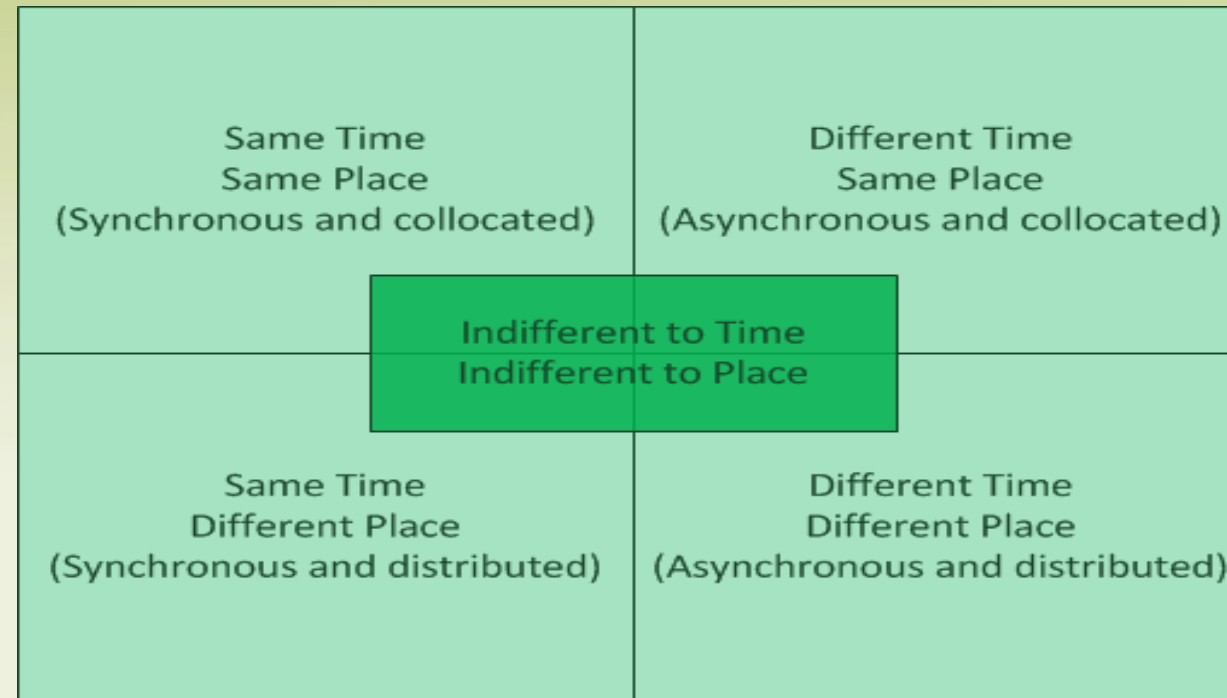 Same Time
Same Place
(Synchronous and collocated)
Different Time
Same Place
(Asynchronous and collocated)
Indifferent to Time
Indifferent to Place
Same Time
Different Place
(Synchronous and distributed)
Different Time
Different Place
(Asynchronous and distributed)